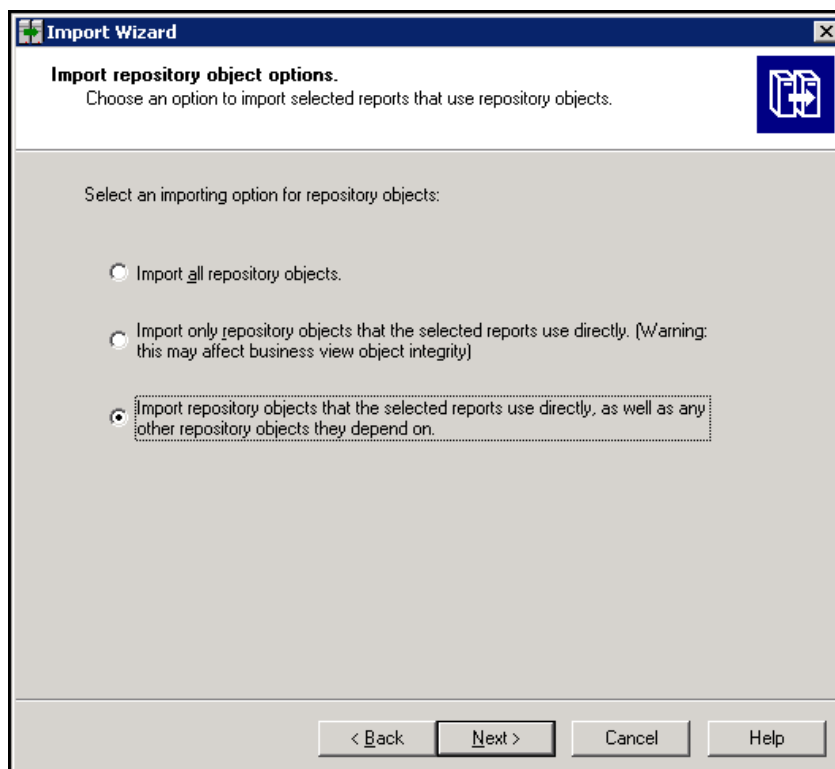 Import Wizard
Import repository object options.
Choose an option to import selected reports that use repository objects.
Select an importing option for repository objects:
Import all repository objects.
Import only repository objects that the selected reports use directly. (Warning:
this may affect business view object integrity)
Import repository objects that the selected reports use directly, as well as any
other repository objects they depend on.
< Back
Next >
Cancel
Help